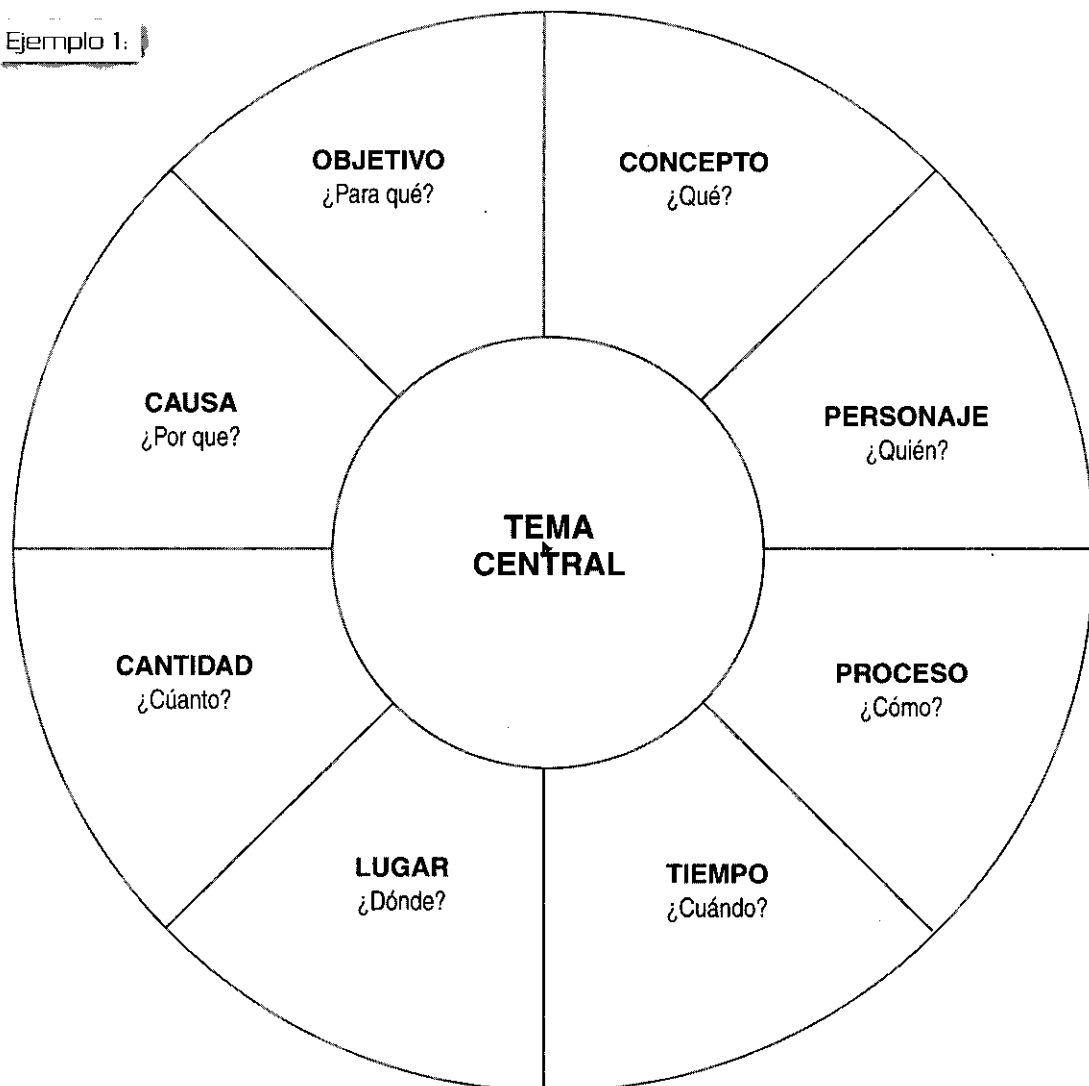 Ejemplo 1:
OBJETIVO
¿Para qué?
CONCEPTO
¿Qué?
CAUSA
¿Por que?
PERSONAJE
¿Quién?
TEMA
CENTRAL
CANTIDAD
¿Cúanto?
PROCESO
¿Cómo?
LUGAR
¿Dónde?
TIEMPO
¿Cuándo?